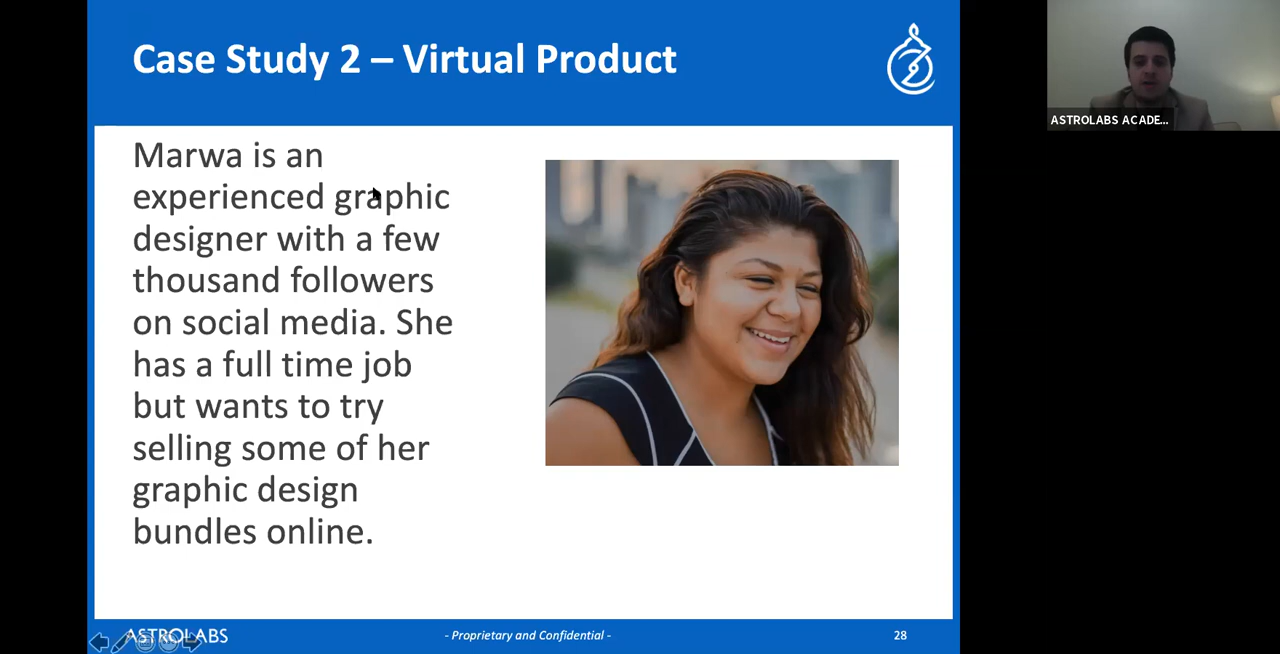 Case Study 2 – Virtual Product
Marwa is an
experienced graphic
designer with a few
thousand followers
on social media. She
has a full time job
but wants to try
selling some of her
graphic design
bundles online.
ASTROLABS
- Proprietary and Confidential -
28
ASTROLABS ACADE...